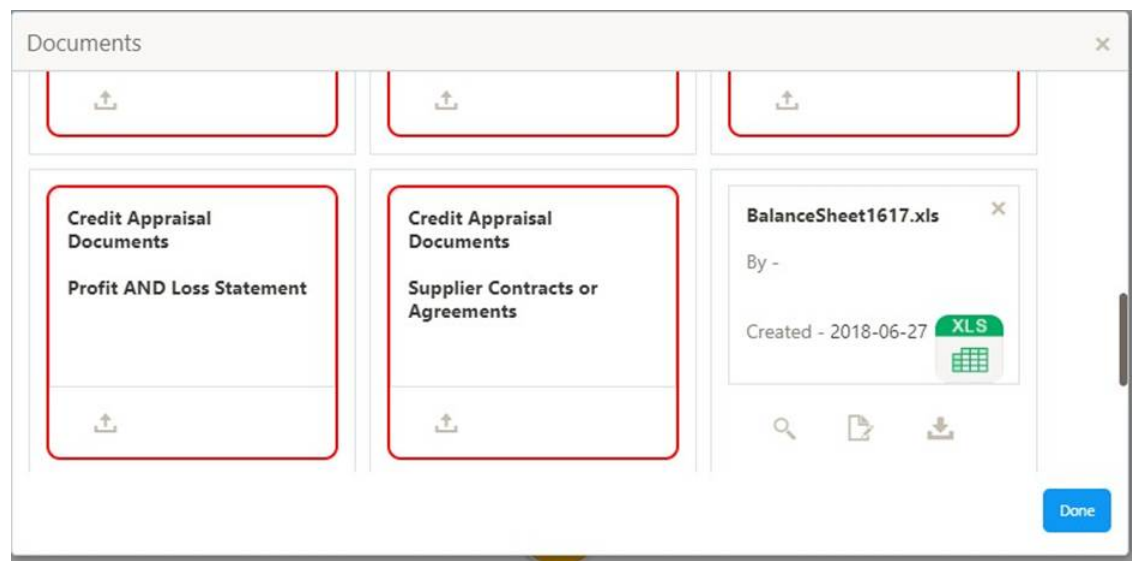 Documents
Credit Appraisal
Documents
Profit AND Loss Statement
Credit Appraisal
Documents
Supplier Contracts or
Agreements
BalanceSheet1617.xls
By -
Created - 2018-06-27
XLS
Done